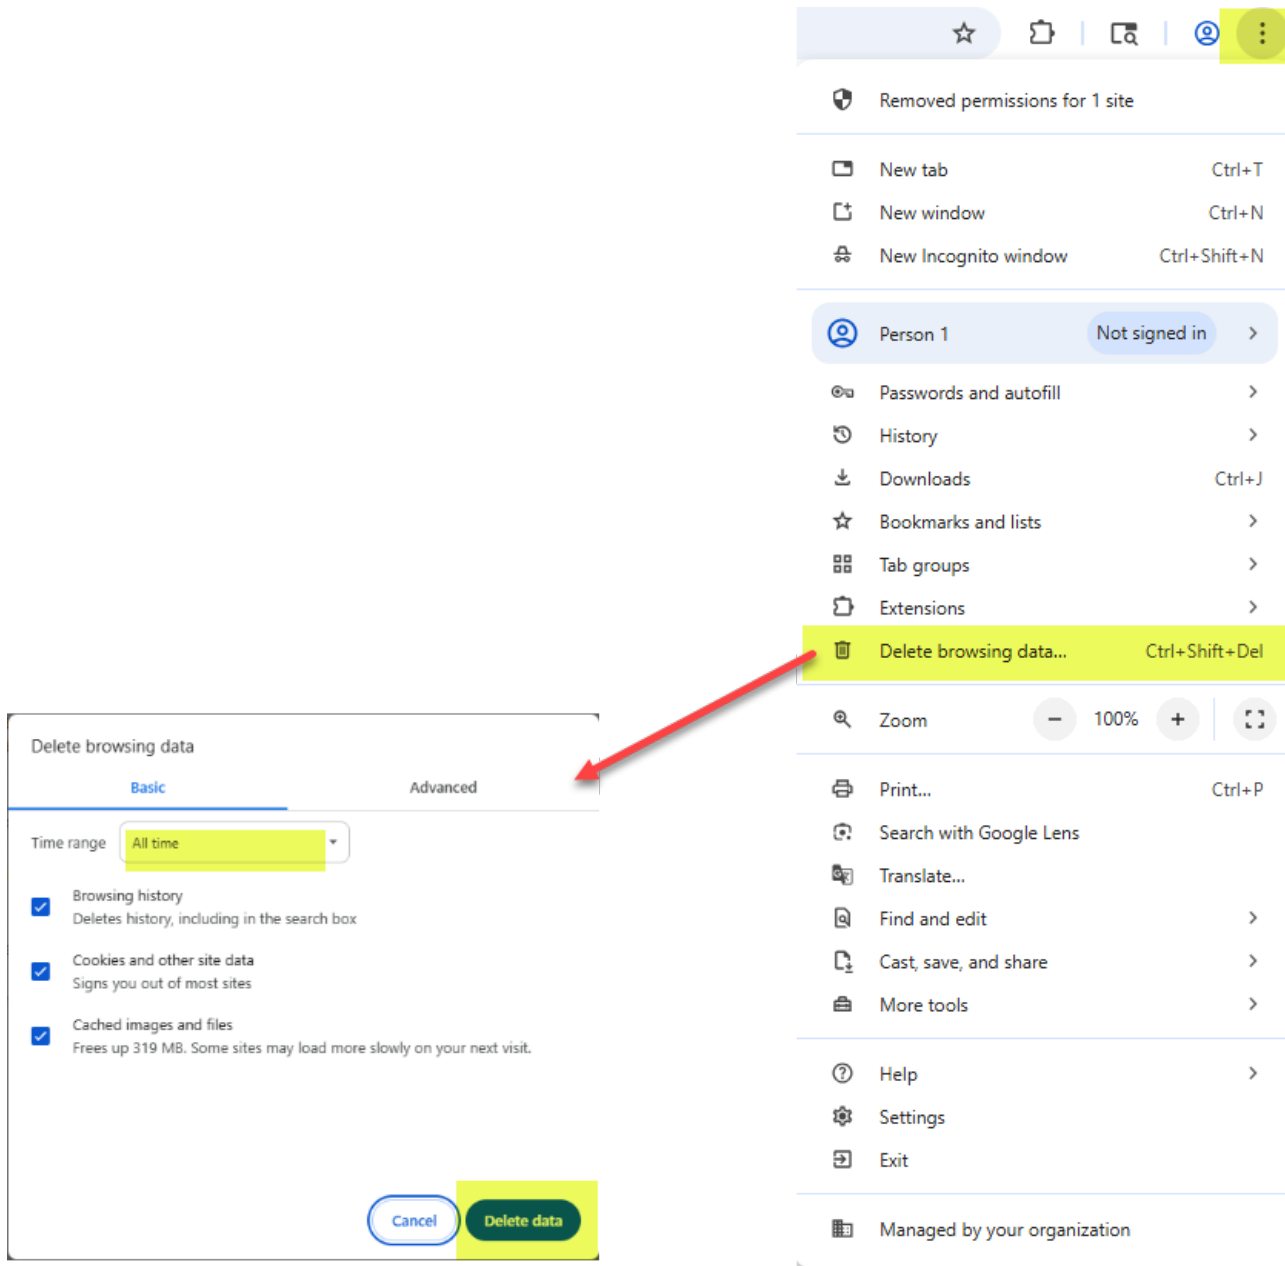 Removed permissions for 1 site
New tab Ctrl+T
New window Ctrl+N
New Incognito window Ctrl+Shift+N
Person 1 Not signed in
Passwords and autofill
History
Downloads Ctrl+J
Bookmarks and lists
Tab groups
Extensions
Delete browsing data... Ctrl+Shift+Del
Zoom − 100% +
Print... Ctrl+P
Search with Google Lens
Translate...
Find and edit
Cast, save, and share
More tools
Help
Settings
Exit
Managed by your organization
Delete browsing data
Basic Advanced
Time range All time
Browsing history
Deletes history, including in the search box
Cookies and other site data
Signs you out of most sites
Cached images and files
Frees up 319 MB. Some sites may load more slowly on your next visit.
Cancel Delete data